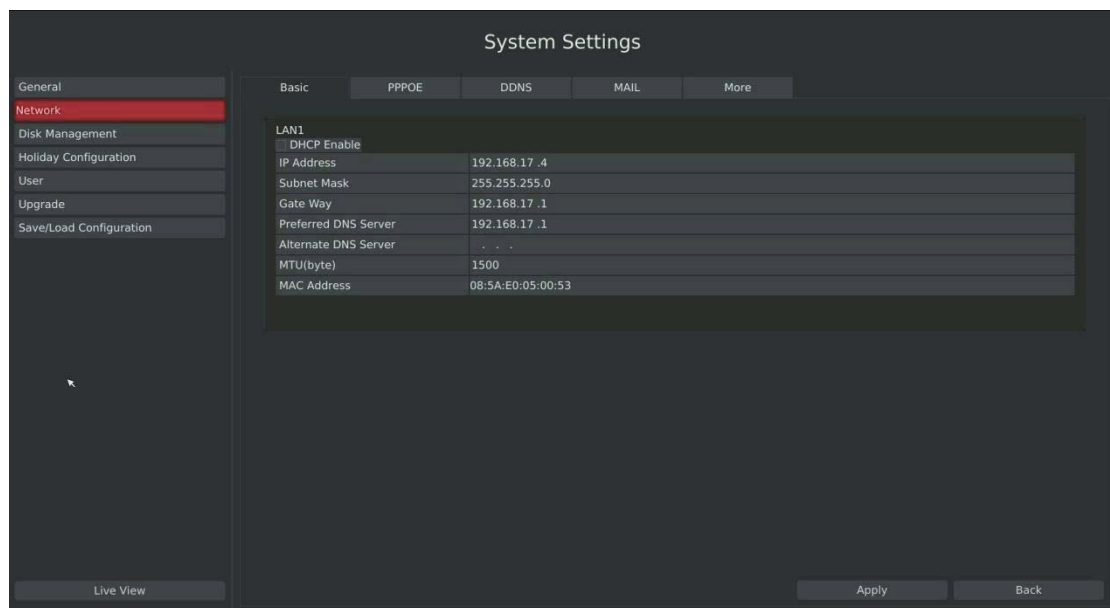 System Settings
General
Network
Disk Management
Holiday Configuration
User
Upgrade
Save/Load Configuration
Live View
Basic PPPOE DDNS MAIL More
LAN1
DHCP Enable
IP Address 192.168.17 .4
Subnet Mask 255.255.255.0
Gate Way 192.168.17 .1
Preferred DNS Server 192.168.17 .1
Alternate DNS Server . . .
MTU(byte) 1500
MAC Address 08:5A:E0:05:00:53
Apply Back